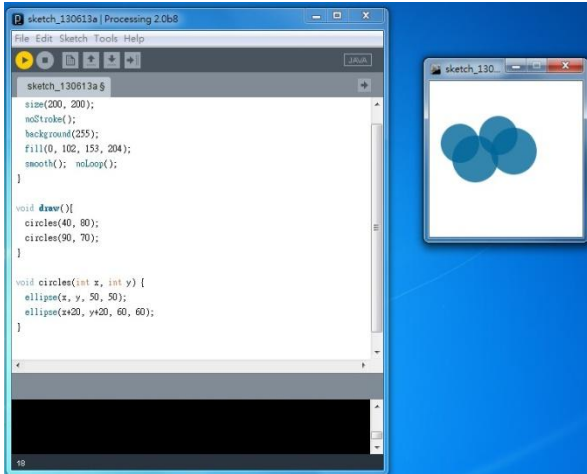 sketch_130613a | Processing 2.0b8
File Edit Sketch Tools Help
JAVA
sketch_130613a §
size(200, 200);
noStroke();
background(255);
fill(0, 102, 153, 204);
smooth(); noLoop();
}
void draw(){
circles(40, 80);
circles(90, 70);
}
void circles(int x, int y) {
ellipse(x, y, 50, 50);
ellipse(x+20, y+20, 60, 60);
}
18
sketch_130...